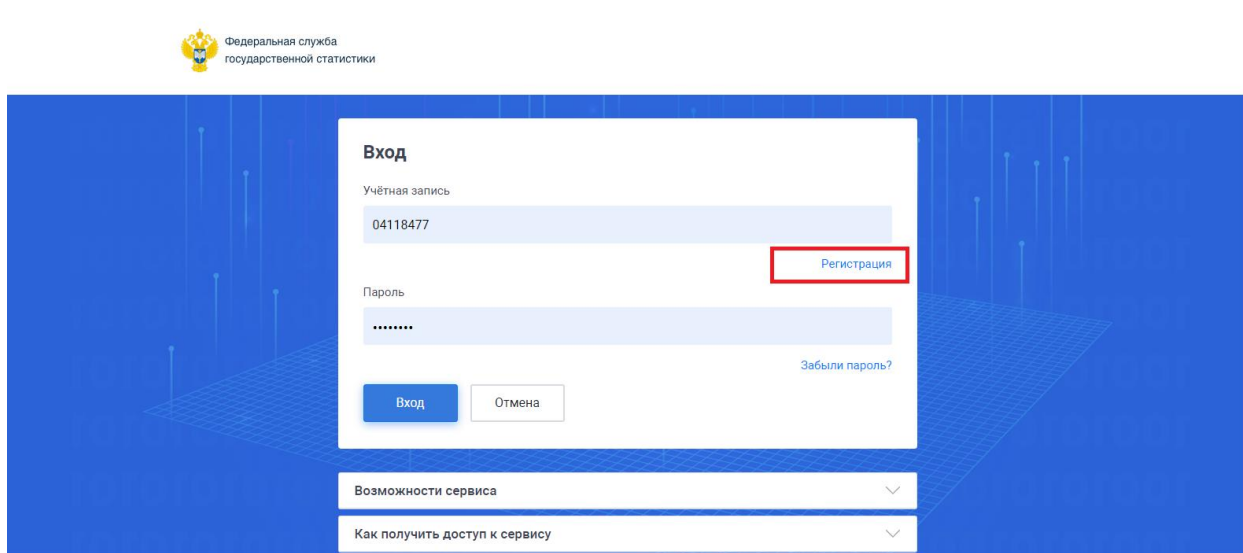 Федеральная служба
государственной статистики
Вход
Учётная запись
04118477
Регистрация
Пароль
••••••••
Забыли пароль?
Вход Отмена
Возможности сервиса
Как получить доступ к сервису